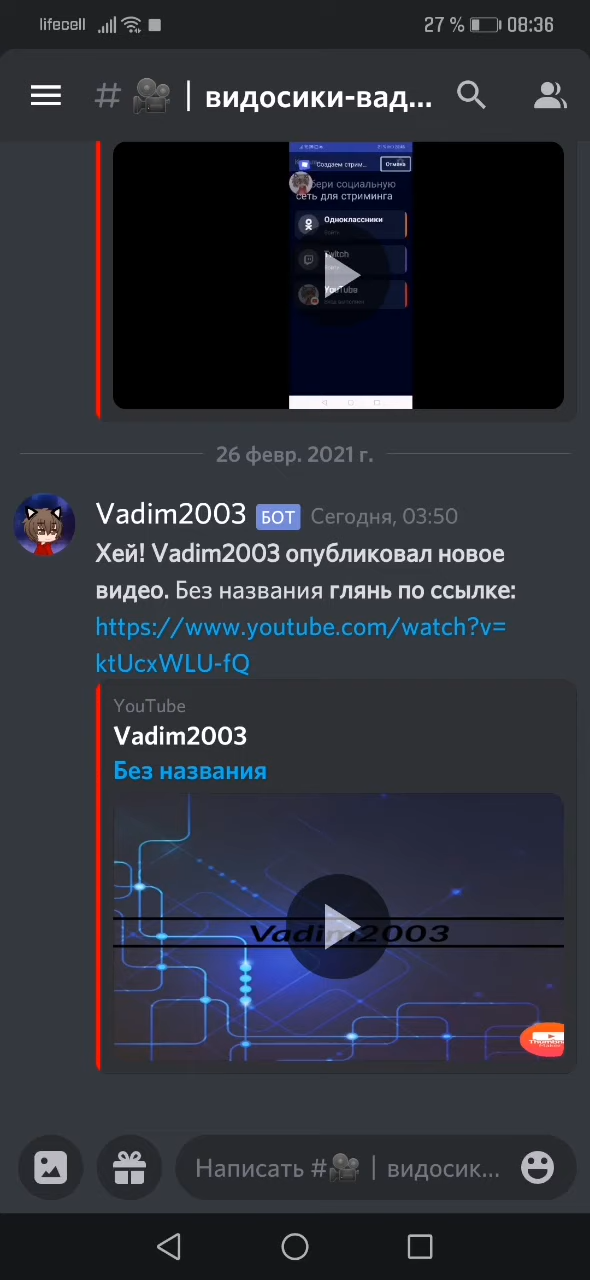 lifecell
27 % 08:36
# | видосики-вад...
Создаем стрим... Отмена
бери социальную
сеть для стриминга
Одноклассники
Twitch
YouTube
26 февр. 2021 г.
Vadim2003 БОТ Сегодня, 03:50
Хей! Vadim2003 опубликовал новое
видео. Без названия глянь по ссылке:
https://www.youtube.com/watch?v=
ktUcxWLU-fQ
YouTube
Vadim2003
Без названия
Vadim2003
Thumbnail
Maker
Написать # | видосик...